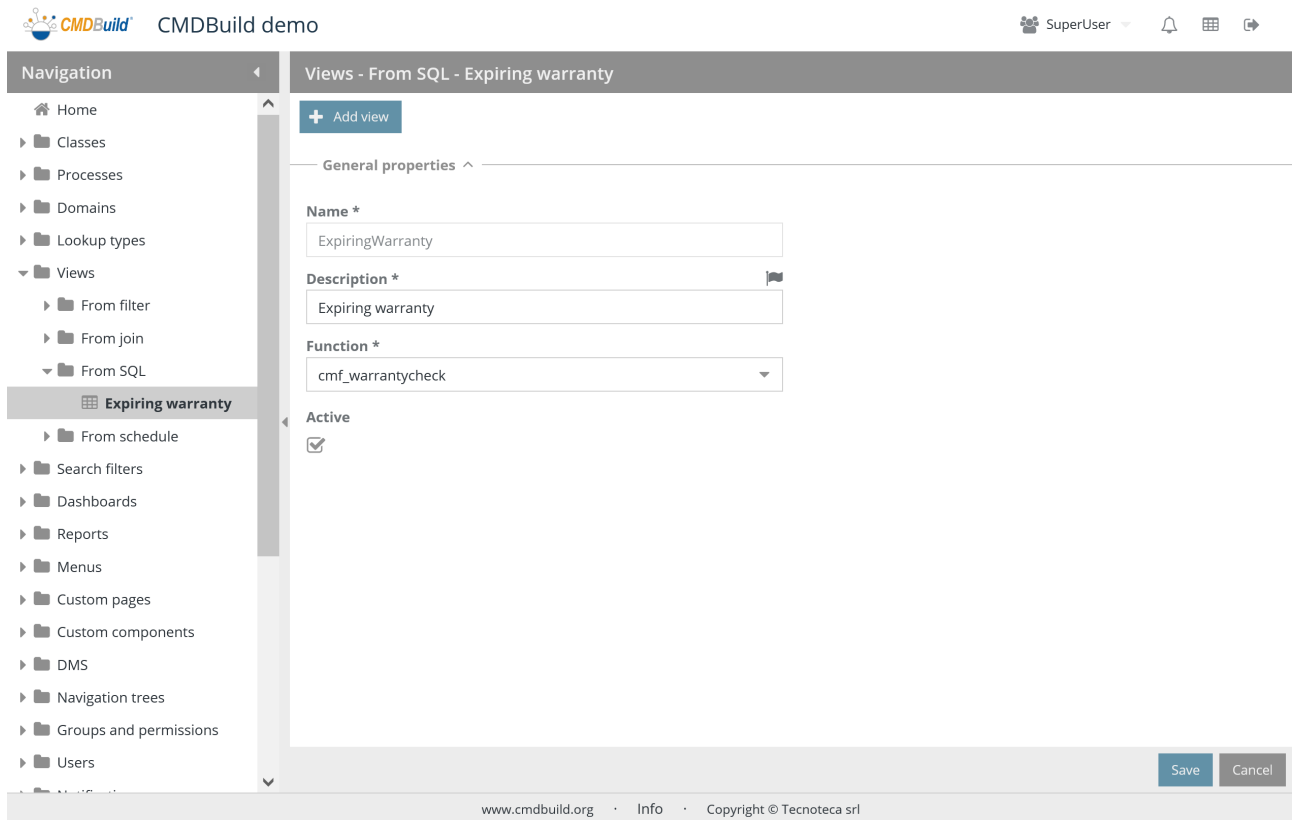 CMDBuild CMDBuild demo SuperUser
Navigation
Views - From SQL - Expiring warranty
Home
Classes
Processes
Domains
Lookup types
Views
From filter
From join
From SQL
Expiring warranty
From schedule
Search filters
Dashboards
Reports
Menus
Custom pages
Custom components
DMS
Navigation trees
Groups and permissions
Users
Add view
General properties
Name *
ExpiringWarranty
Description *
Expiring warranty
Function *
cmf_warrantycheck
Active
Save Cancel
www.cmdbuild.org · Info · Copyright © Tecnoteca srl